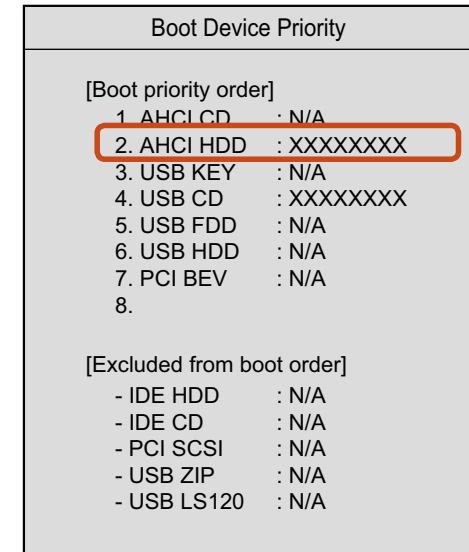 Boot Device Priority
[Boot priority order]
1. AHCI CD : N/A
2. AHCI HDD : XXXXXXXX
3. USB KEY : N/A
4. USB CD : XXXXXXXX
5. USB FDD : N/A
6. USB HDD : N/A
7. PCI BEV : N/A
8.
[Excluded from boot order]
- IDE HDD : N/A
- IDE CD : N/A
- PCI SCSI : N/A
- USB ZIP : N/A
- USB LS120 : N/A